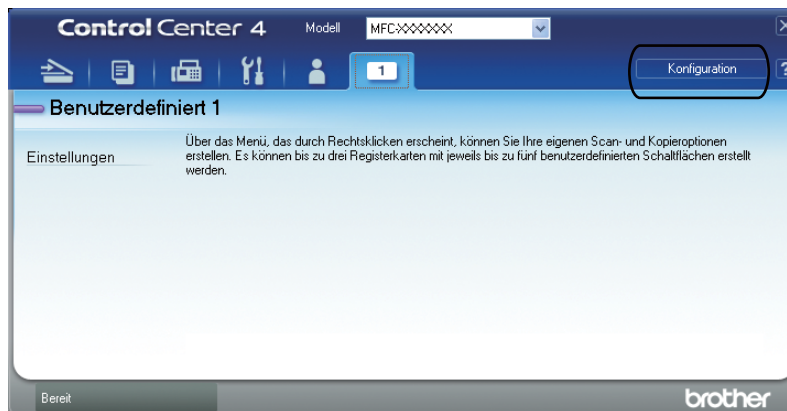 Control Center 4
Modell
MFC-XXXXXX
Konfiguration
?
1
Benutzerdefiniert 1
Einstellungen
Über das Menü, das durch Rechtsklicken erscheint, können Sie Ihre eigenen Scan- und Kopieroptionen
erstellen. Es können bis zu drei Registerkarten mit jeweils bis zu fünf benutzerdefinierten Schaltflächen erstellt
werden.
Bereit
brother